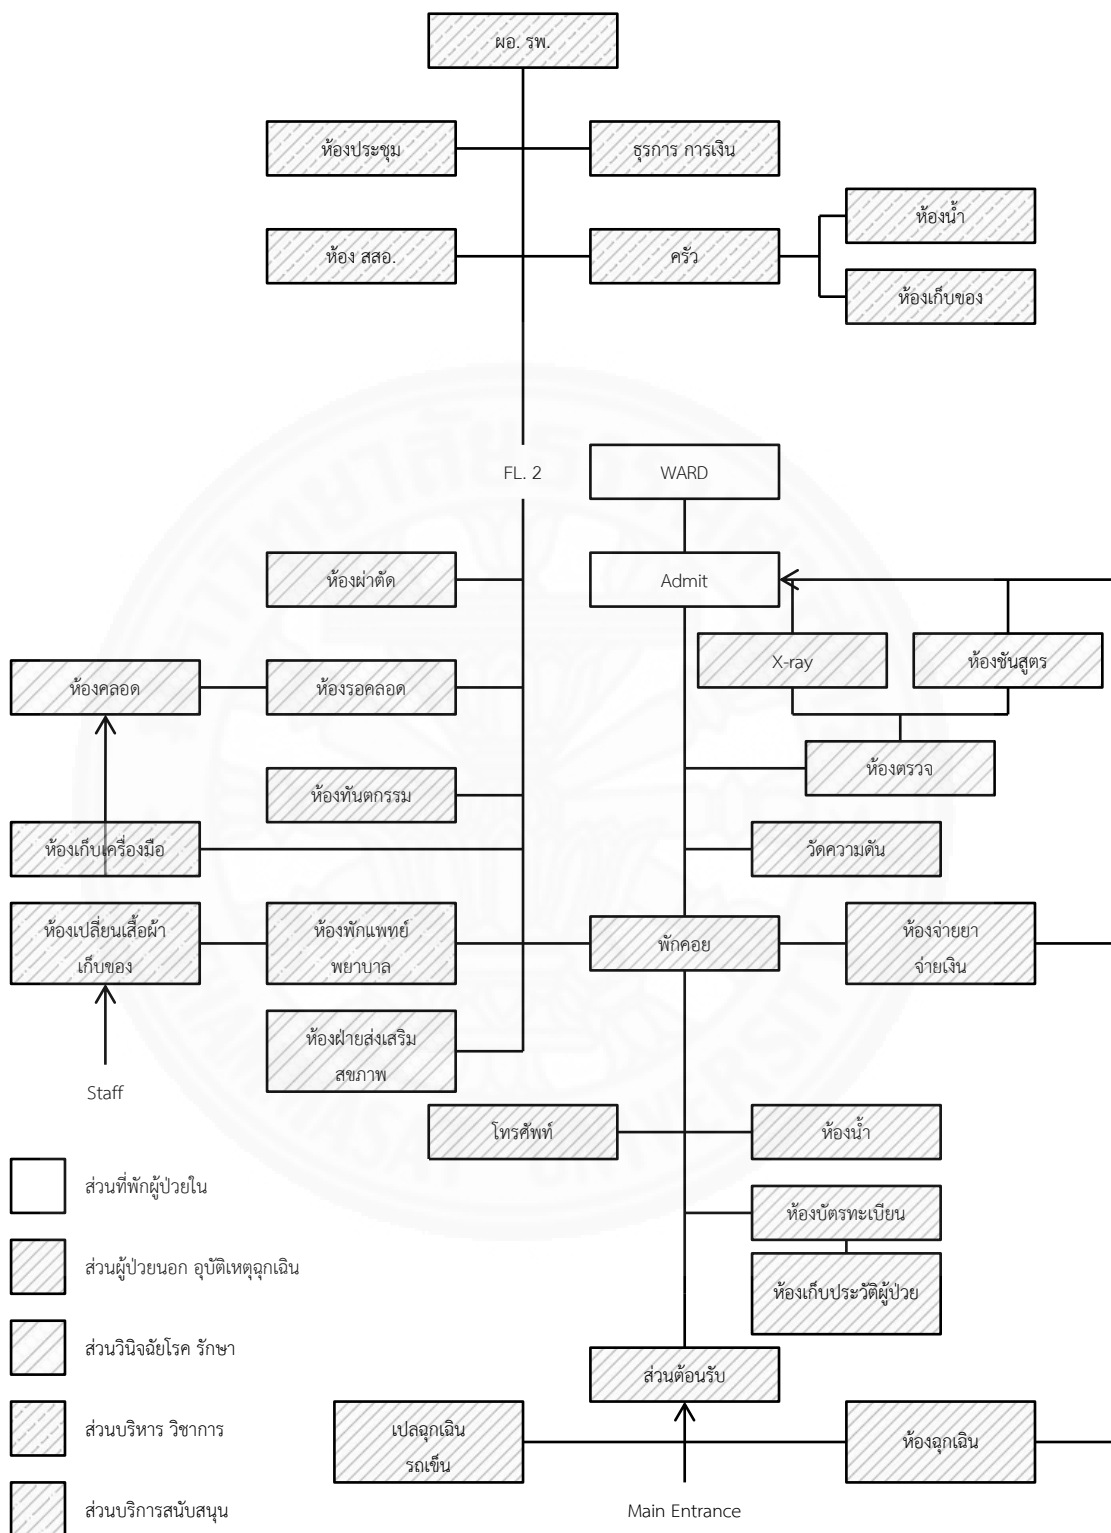 ผอ. รพ.
ห้องประชุม
ธุรการ การเงิน
ห้องน้ำ
ห้อง สสอ.
ครัว
ห้องเก็บของ
FL. 2
WARD
ห้องผ่าตัด
Admit
X-ray
ห้องชันสูตร
ห้องคลอด
ห้องรอคลอด
ห้องตรวจ
ห้องทันตกรรม
ห้องเก็บเครื่องมือ
วัดความดัน
ห้องเปลี่ยนเสื้อผ้า
เก็บของ
ห้องพักแพทย์
พยาบาล
พักคอย
ห้องจ่ายยา
จ่ายเงิน
ห้องฝ่ายส่งเสริม
สขภาพ
Staff
โทรศัพท์
ห้องน้ำ
ส่วนที่พักผู้ป่วยใน
ห้องบัตรทะเบียน
ส่วนผู้ป่วยนอก อุบัติเหตุฉุกเฉิน
ห้องเก็บประวัติผู้ป่วย
ส่วนวินิจฉัยโรค รักษา
ส่วนต้อนรับ
ส่วนบริหาร วิชาการ
เปลฉุกเฉิน
รถเข็น
ห้องฉุกเฉิน
ส่วนบริการสนับสนุน
Main Entrance